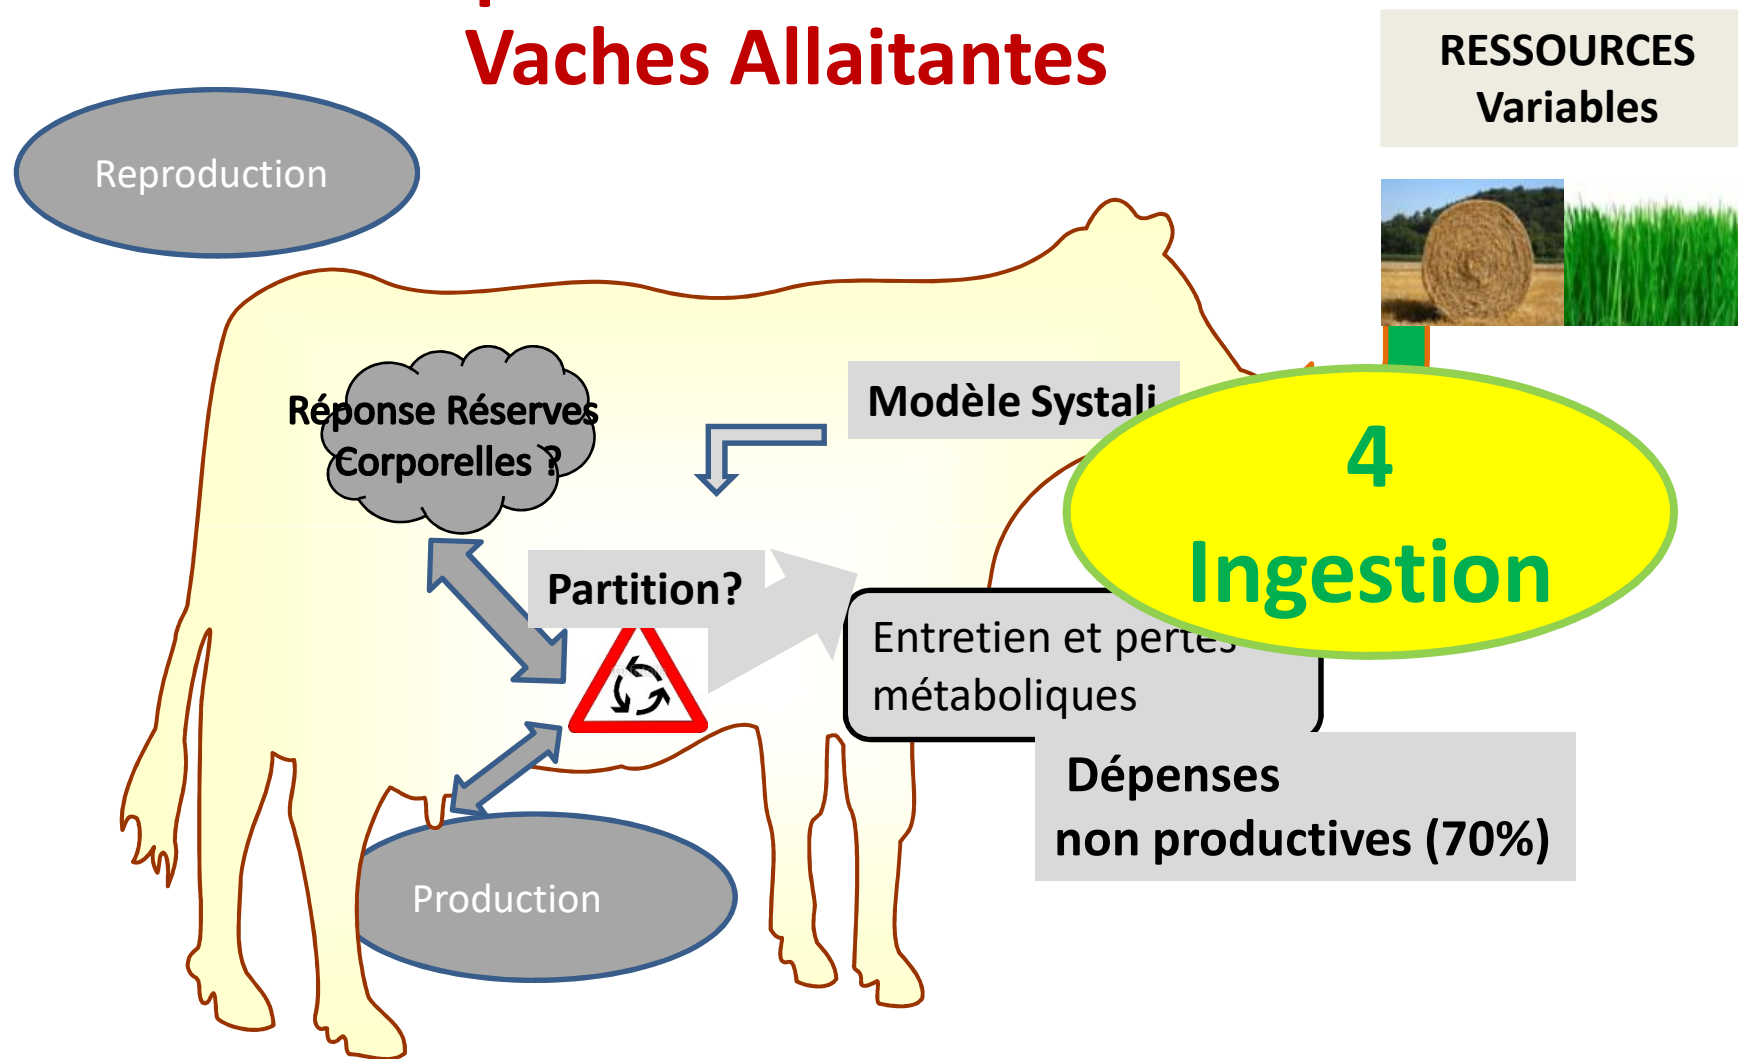 Vaches Allaitantes
RESSOURCES
Variables
Reproduction
Réponse Réserves
Corporelles ?
Modèle Systali
4
Ingestion
Partition?
Entretien et pertes
métaboliques
Dépenses
non productives (70%)
Production